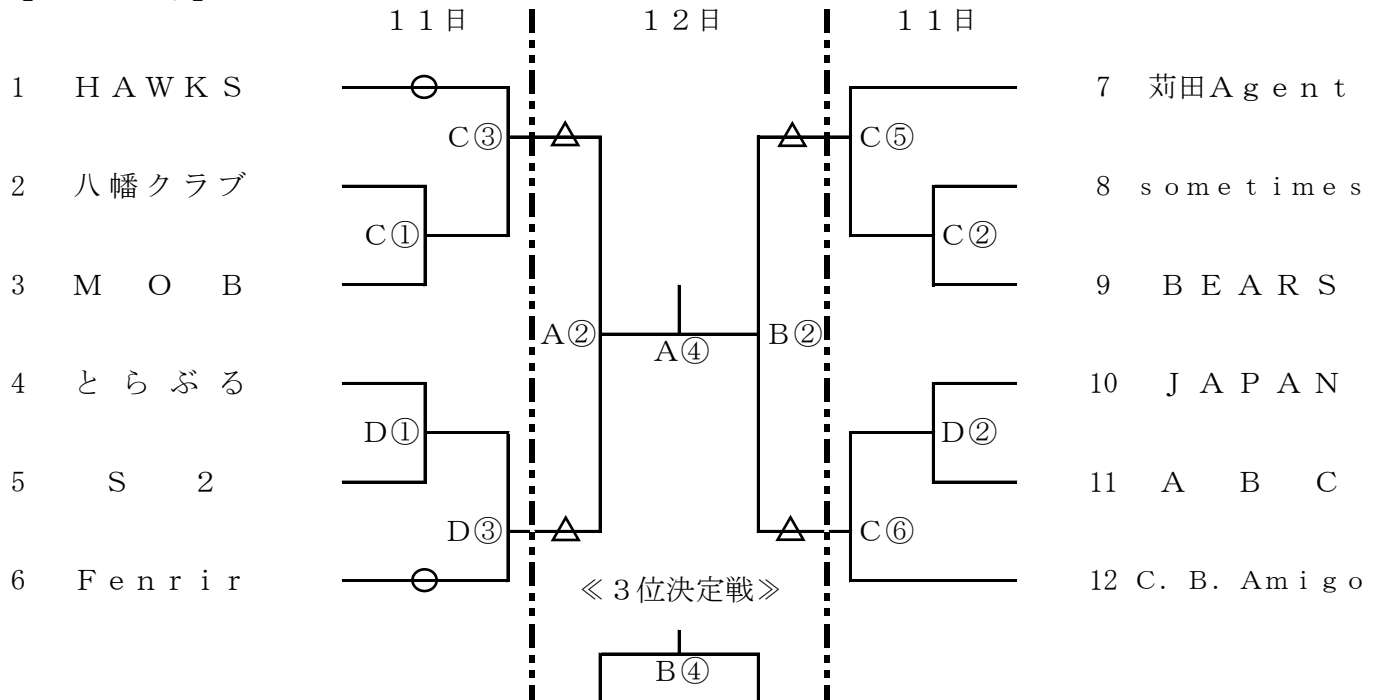 １１日 １２日 １１日
1 ＨＡＷＫＳ 7 苅田Ａｇｅｎｔ
C③ C⑤
2 八幡クラブ 8 ｓｏｍｅｔｉｍｅｓ
C① C②
3 Ｍ Ｏ Ｂ 9 ＢＥＡＲＳ
A② A④ B②
4 とらぶる 10 ＪＡＰＡＮ
D① D②
5 Ｓ ２ 11 Ａ Ｂ Ｃ
D③ C⑥
6 Ｆｅｎｒｉｒ ≪３位決定戦≫ 12 Ｃ．Ｂ．Ａｍｉｇｏ
B④